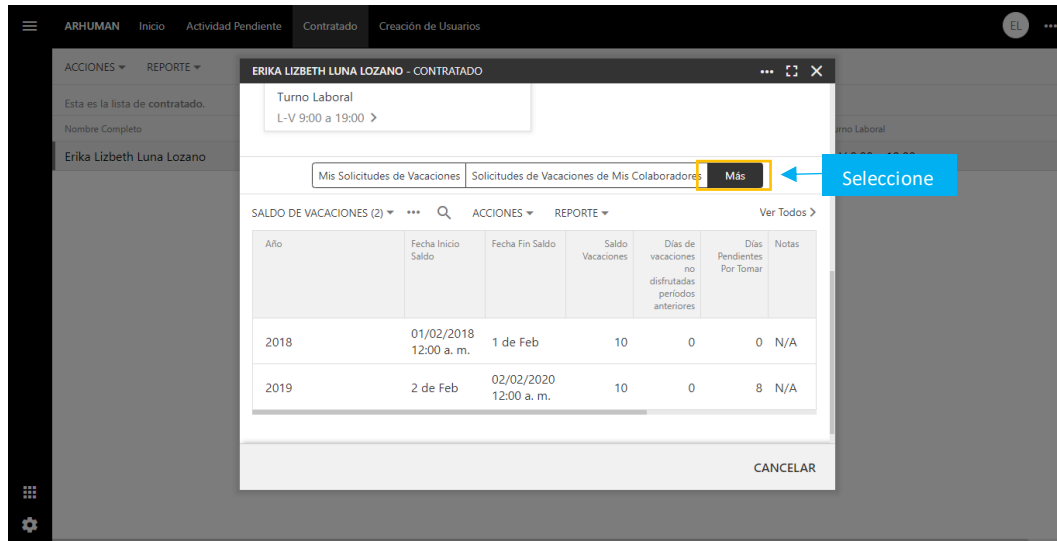 ARHUMAN Inicio Actividad Pendiente Contratado Creación de Usuarios EL
ACCIONES REPORTE
ERIKA LIZBETH LUNA LOZANO - CONTRATADO
Esta es la lista de contratado.
Nombre Completo
Erika Lizbeth Luna Lozano
Turno Laboral
L-V 9:00 a 19:00
Laboral
Mis Solicitudes de Vacaciones Solicitudes de Vacaciones de Mis Colaboradores Más
Seleccione
SALDO DE VACACIONES (2) ACCIONES REPORTE Ver Todos
Año
Fecha Inicio
Saldo
Fecha Fin Saldo
Saldo
Vacaciones
Días de
vacaciones
no
disfrutadas
períodos
anteriores
Días
Pendientes
Por Tomar
Notas
2018 01/02/2018
12:00 a. m. 1 de Feb 10 0 0 N/A
2019 2 de Feb 02/02/2020
12:00 a. m. 10 0 8 N/A
CANCELAR